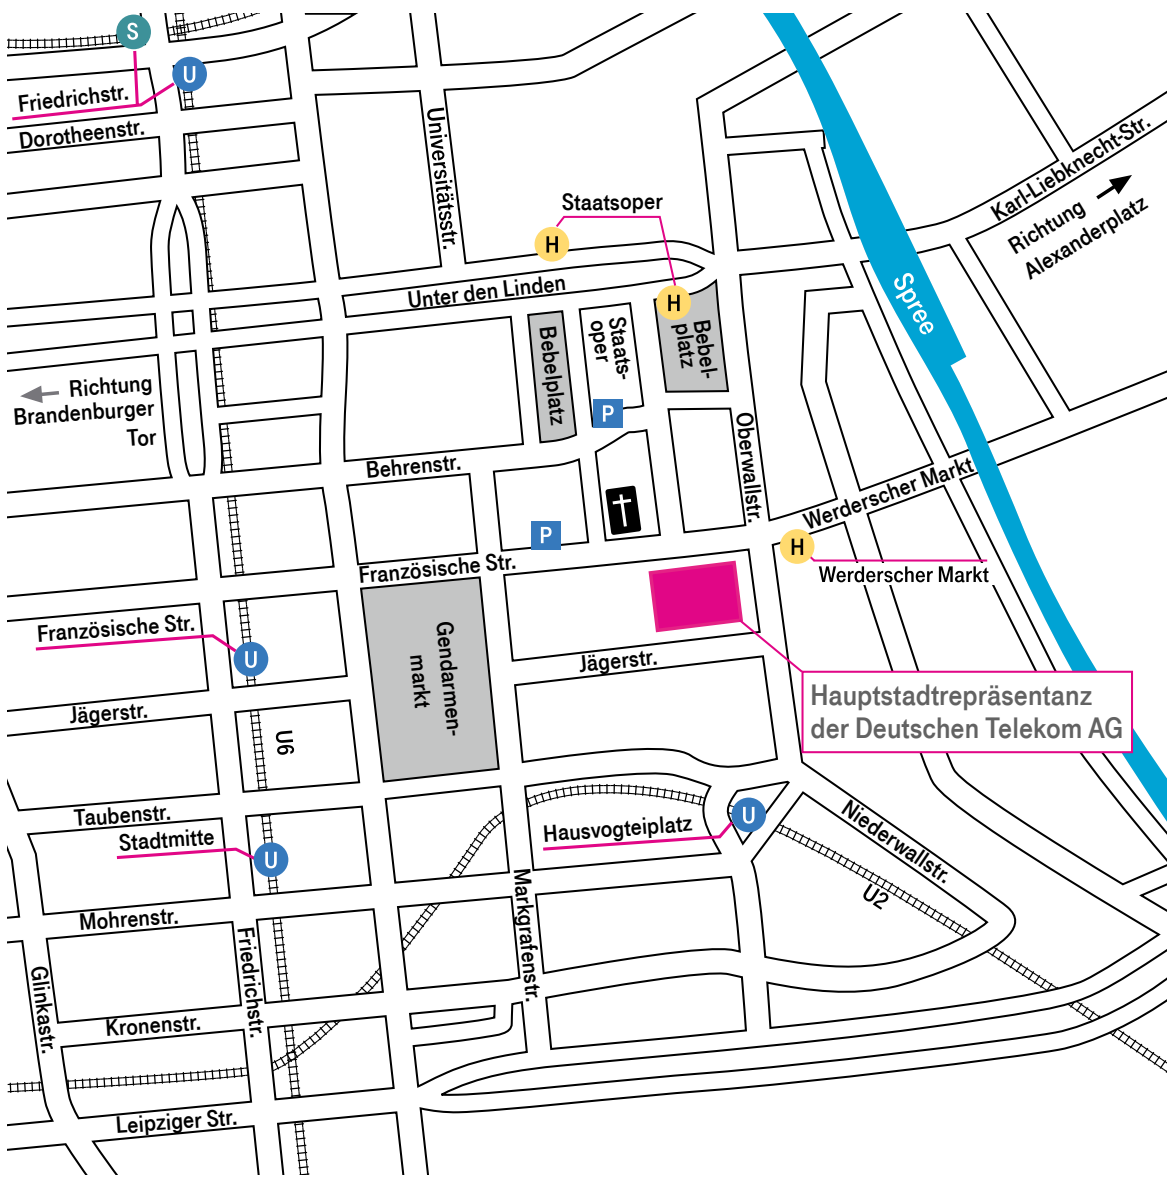 S
U
Friedrichstr.
Dorotheenstr.
Universitätsstr.
Staatsoper
H
H
Unter den Linden
Karl-Liebknecht-Str.
Richtung
Alexanderplatz
Spree
Richtung
Brandenburger
Tor
Bebelplatz
Staats-
oper
Bebel-
platz
P
Behrenstr.
Oberwallstr.
Werderscher Markt
P
H
Werderscher Markt
Französische Str.
Französische Str.
U
Gendarmen-
markt
Jägerstr.
Hauptstadtrepräsentanz
der Deutschen Telekom AG
Jägerstr.
U6
Taubenstr.
Stadtmitte
U
Hausvogteiplatz
U
Niederwallstr.
U2
Mohrenstr.
Markgrafenstr.
Friedrichstr.
Glinkastr.
Kronenstr.
Leipziger Str.